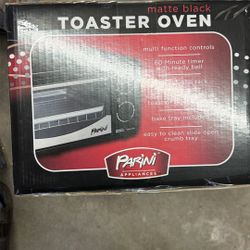 matte black
TOASTER OVEN
multi function controls
60 Minute timer
with ready bell
bake tray included
easy to clean slide-open
crumb tray
PARINI
APPLIANCES